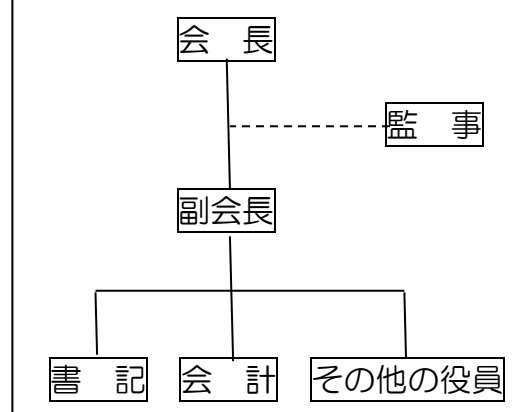 会　長
監　事
副会長
書　記
会　計
その他の役員